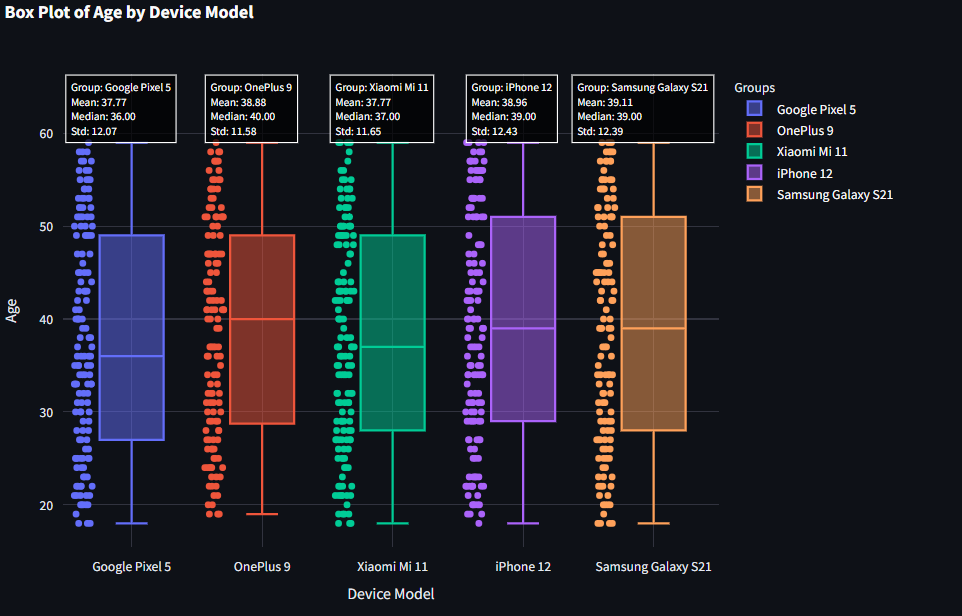 Box Plot of Age by Device Model
Group: Google Pixel 5
Mean: 37.77
Median: 36.00
Std: 12.07
Group: OnePlus 9
Mean: 38.88
Median: 40.00
Std: 11.58
Group: Xiaomi Mi 11
Mean: 37.77
Median: 37.00
Std: 11.65
Group: iPhone 12
Mean: 38.96
Median: 39.00
Std: 12.43
Group: Samsung Galaxy S21
Mean: 39.11
Median: 39.00
Std: 12.39
Groups
Google Pixel 5
OnePlus 9
Xiaomi Mi 11
iPhone 12
Samsung Galaxy S21
60
50
40
30
20
Age
Google Pixel 5
OnePlus 9
Xiaomi Mi 11
iPhone 12
Samsung Galaxy S21
Device Model